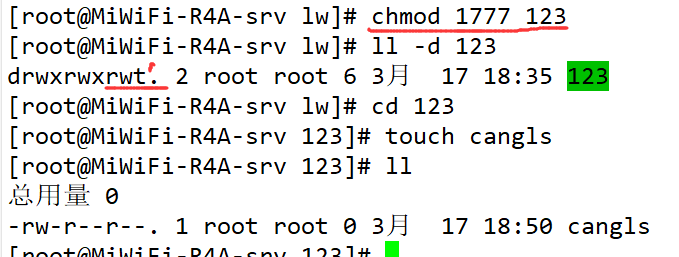 [root@MiWiFi-R4A-srv lw]# chmod 1777 123
[root@MiWiFi-R4A-srv lw]# ll -d 123
drwxrwxrwt. 2 root root 6 3月  17 18:35 123
[root@MiWiFi-R4A-srv lw]# cd 123
[root@MiWiFi-R4A-srv 123]# touch cangls
[root@MiWiFi-R4A-srv 123]# ll
总用量 0
-rw-r--r--. 1 root root 0 3月  17 18:50 cangls
[root@MiWiFi-R4A-srv 123]#